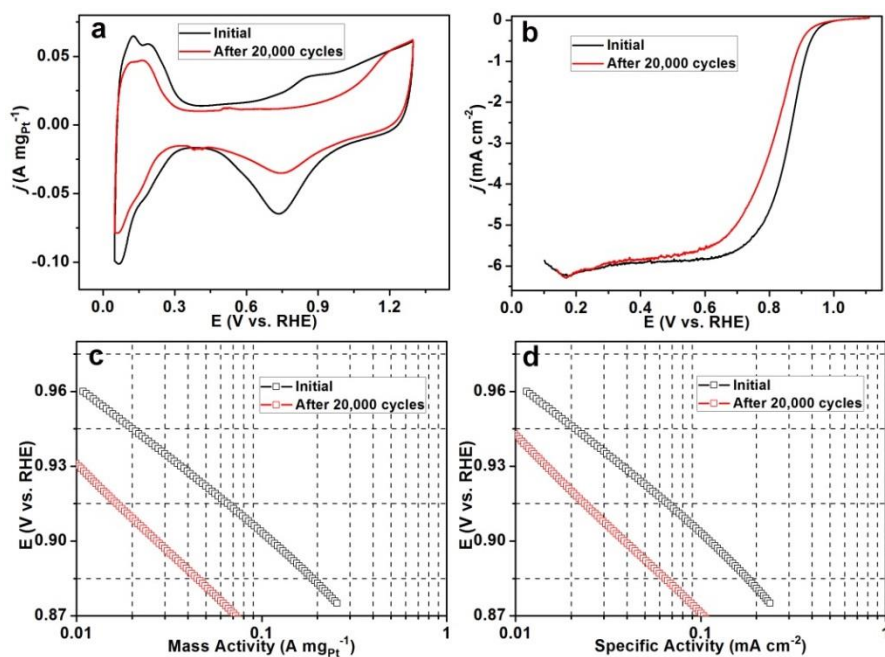 a
Initial
After 20,000 cycles
0.05
0.00
-0.05
-0.10
j (A mgPt-1)
0.0 0.3 0.6 0.9 1.2
E (V vs. RHE)
b
Initial
After 20,000 cycles
0
-1
-2
-3
-4
-5
-6
j (mA cm-2)
0.0 0.2 0.4 0.6 0.8 1.0
E (V vs. RHE)
c
Initial
After 20,000 cycles
0.96
0.93
0.90
0.87
E (V vs. RHE)
0.01 0.1 1
Mass Activity (A mgPt-1)
d
Initial
After 20,000 cycles
0.96
0.93
0.90
0.87
E (V vs. RHE)
0.01 0.1 1
Specific Activity (mA cm-2)